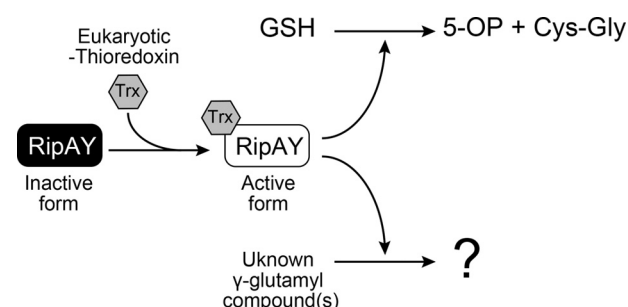 GSH
5-OP + Cys-Gly
Eukaryotic
-Thioredoxin
Trx
Trx
RipAY
RipAY
Inactive
form
Active
form
Uknown
γ-glutamyl
compound(s)
?